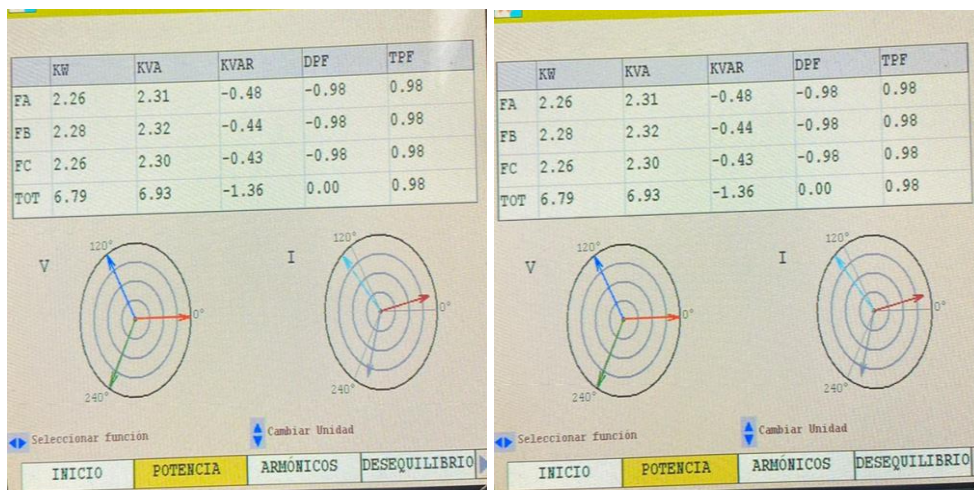 KW KVA KVAR DPF TPF
FA 2.26 2.31 -0.48 -0.98 0.98
FB 2.28 2.32 -0.44 -0.98 0.98
FC 2.26 2.30 -0.43 -0.98 0.98
TOT 6.79 6.93 -1.36 0.00 0.98
V 120° 0° 240°
I 120° 0° 240°
Seleccionar función Cambiar Unidad
INICIO POTENCIA ARMÓNICOS DESEQUILIBRIO
KW KVA KVAR DPF TPF
FA 2.26 2.31 -0.48 -0.98 0.98
FB 2.28 2.32 -0.44 -0.98 0.98
FC 2.26 2.30 -0.43 -0.98 0.98
TOT 6.79 6.93 -1.36 0.00 0.98
V 120° 0° 240°
I 120° 0° 240°
Seleccionar función Cambiar Unidad
INICIO POTENCIA ARMÓNICOS DESEQUILIBRIO